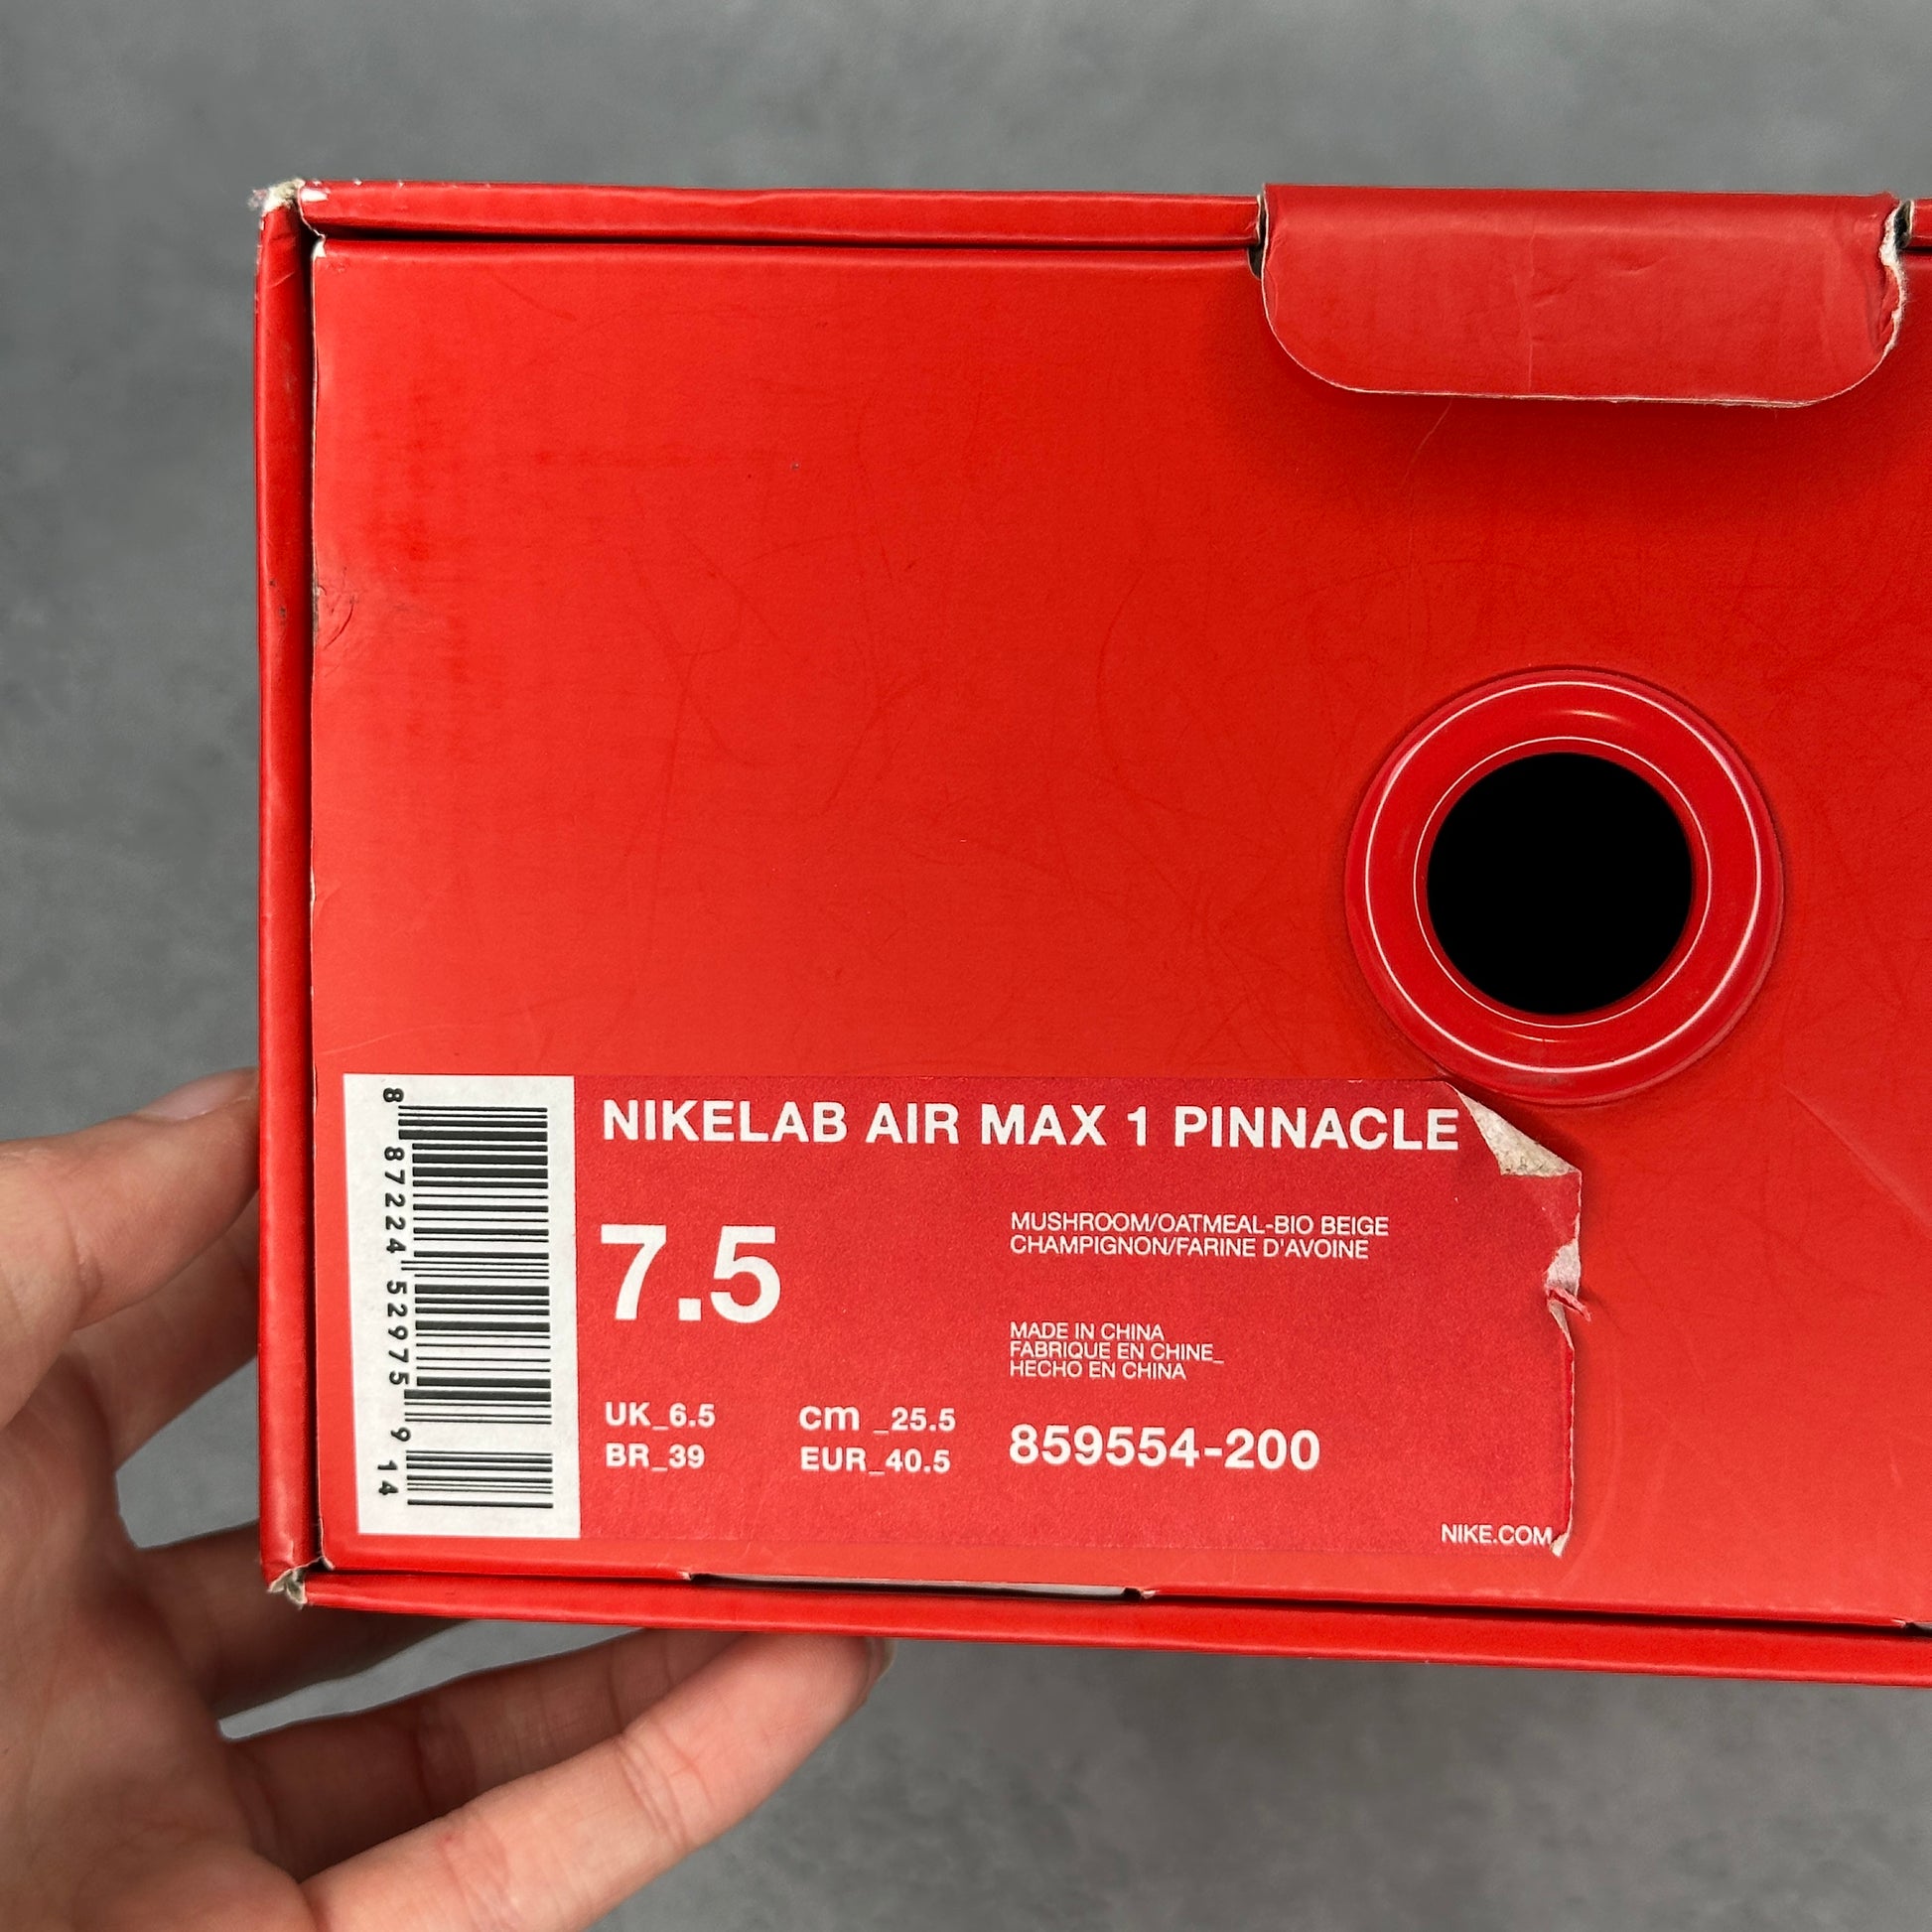 8 87224 52975 9 14
NIKELAB AIR MAX 1 PINNACLE
7.5
MUSHROOM/OATMEAL-BIO BEIGE
CHAMPIGNON/FARINE D'AVOINE
MADE IN CHINA
FABRIQUE EN CHINE_
HECHO EN CHINA
UK_6.5 cm _25.5
BR_39 EUR_40.5
859554-200
NIKE.COM